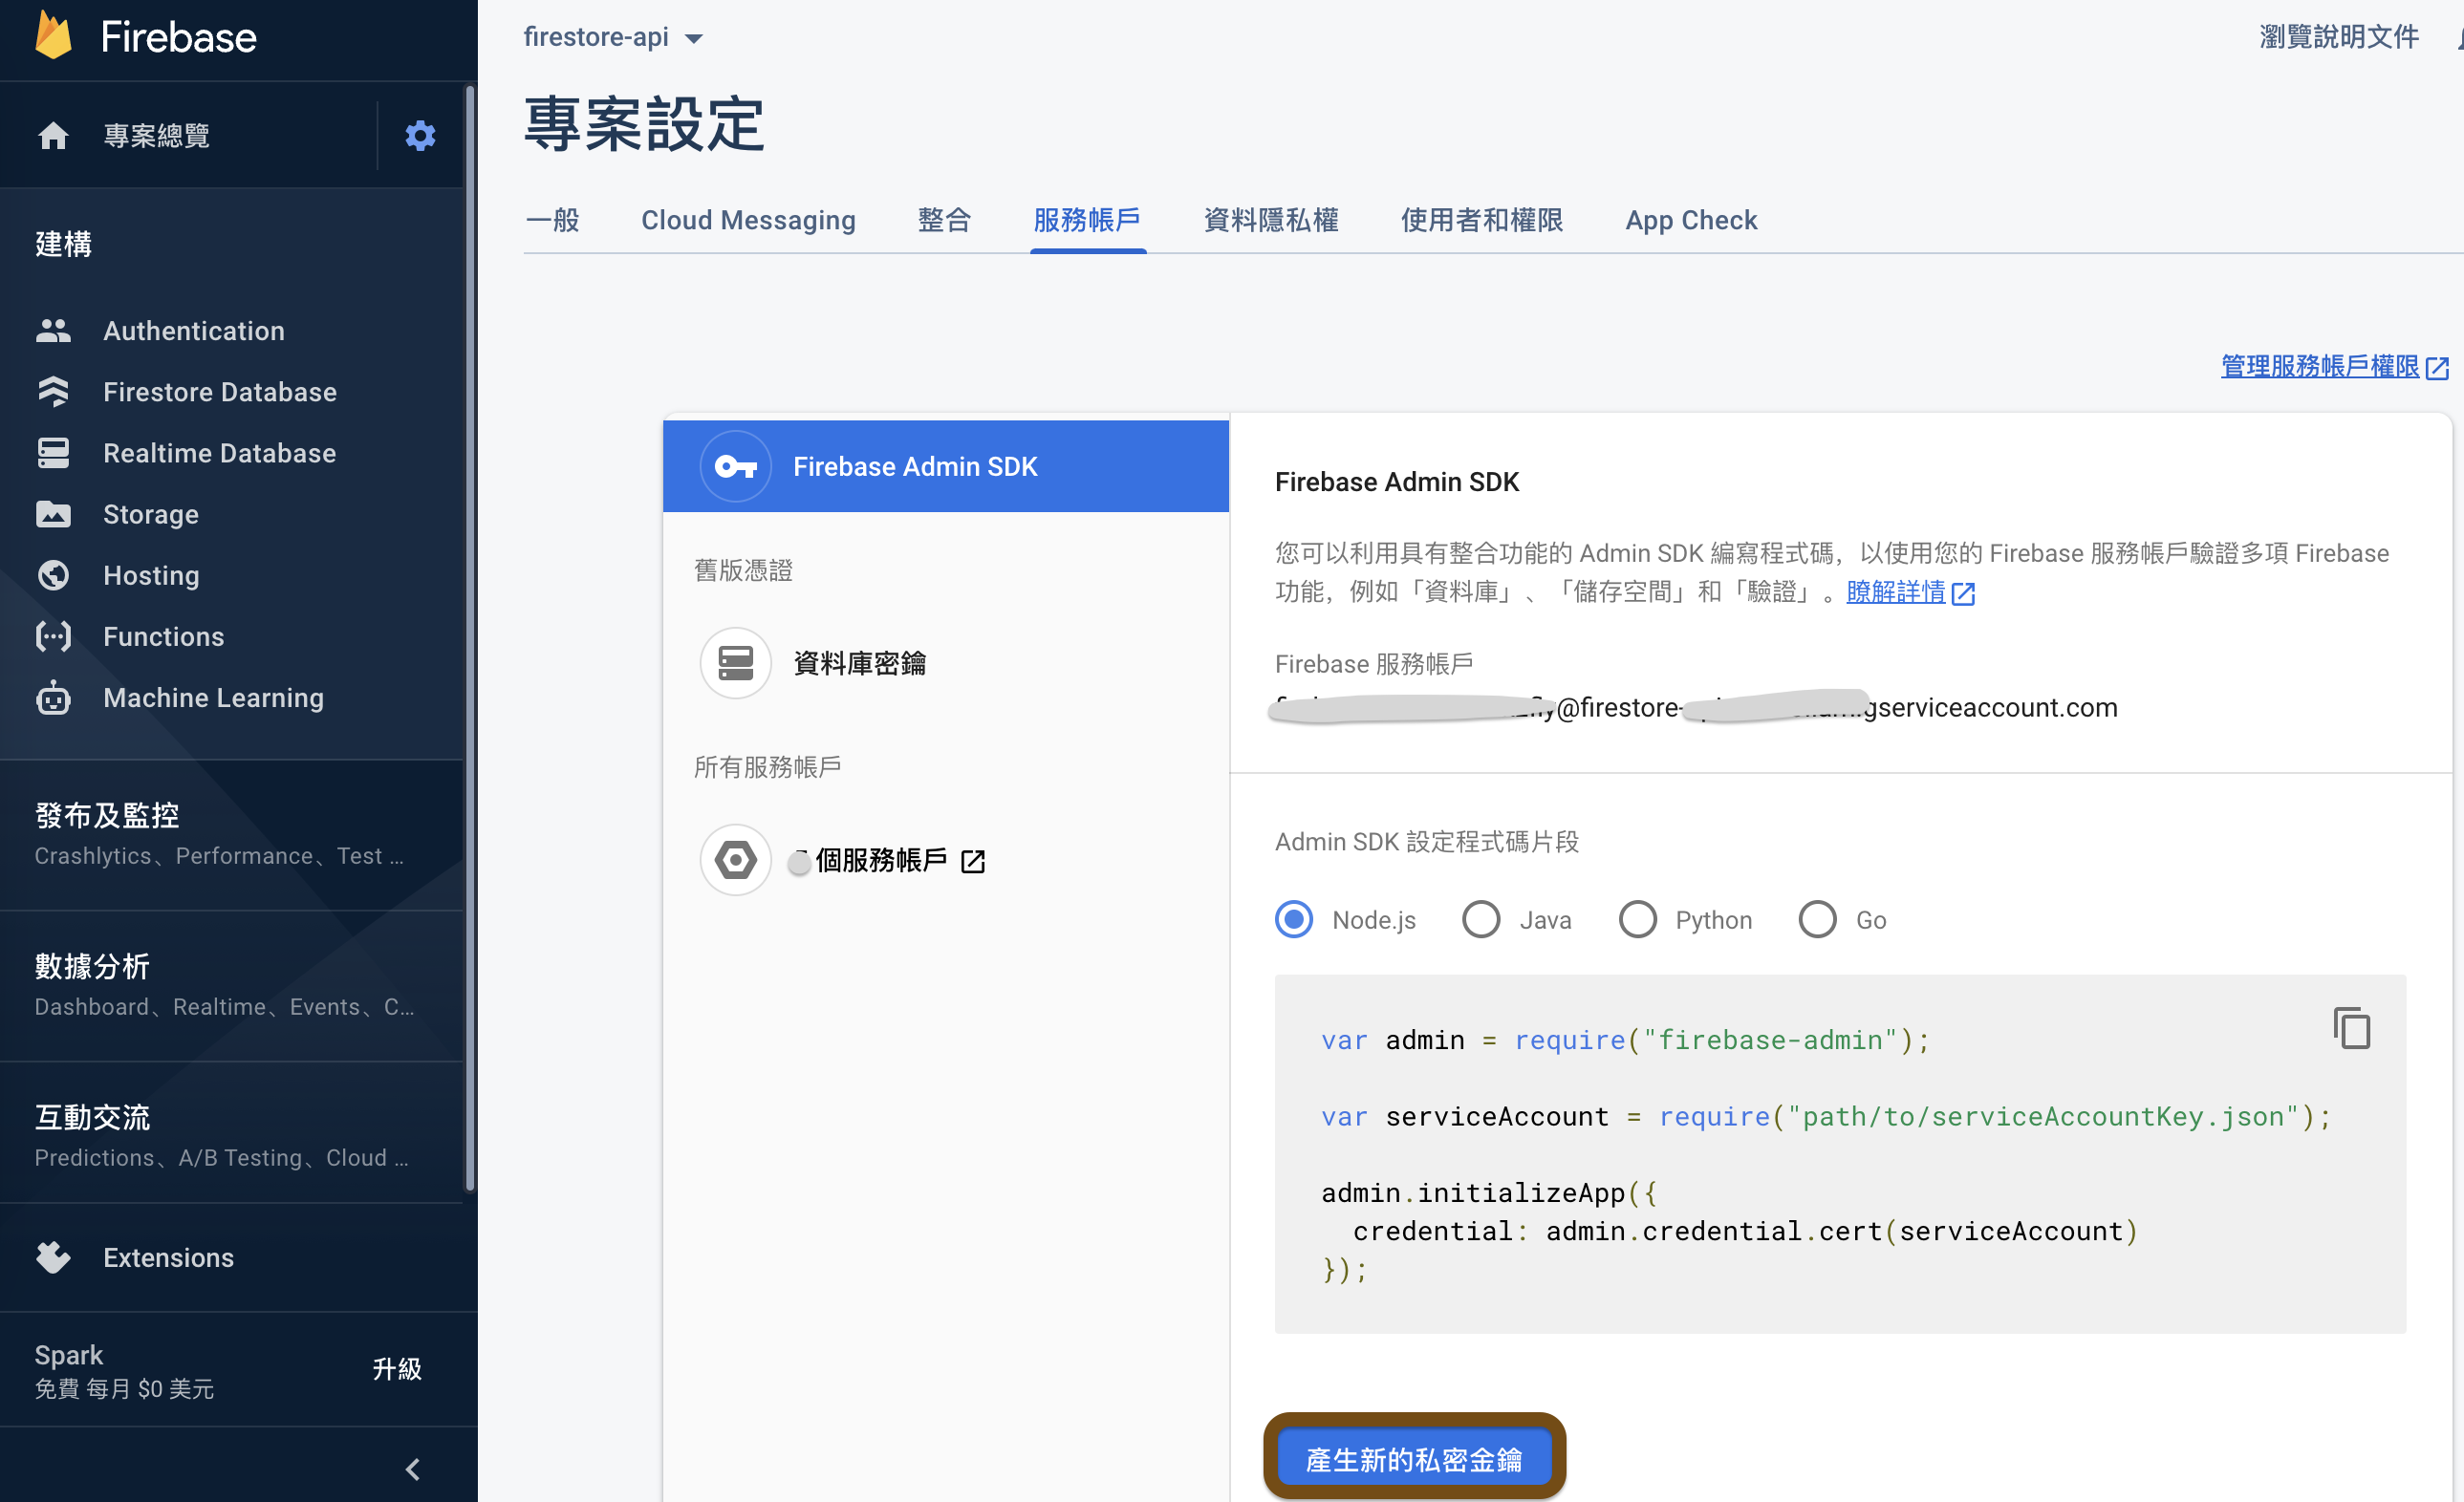 Firebase
專案總覽
建構
Authentication
Firestore Database
Realtime Database
Storage
Hosting
Functions
Machine Learning
發布及監控
Crashlytics、Performance、Test ...
數據分析
Dashboard、Realtime、Events、C...
互動交流
Predictions、A/B Testing、Cloud ...
Extensions
Spark
免費 每月 $0 美元
升級
firestore-api
瀏覽說明文件
專案設定
一般 Cloud Messaging 整合 服務帳戶 資料隱私權 使用者和權限 App Check
管理服務帳戶權限
Firebase Admin SDK
舊版憑證
資料庫密鑰
所有服務帳戶
個服務帳戶
Firebase Admin SDK
您可以利用具有整合功能的 Admin SDK 編寫程式碼，以使用您的 Firebase 服務帳戶驗證多項 Firebase
功能，例如「資料庫」、「儲存空間」和「驗證」。瞭解詳情
Firebase 服務帳戶
@firestore- gserviceaccount.com
Admin SDK 設定程式碼片段
Node.js Java Python Go
var admin = require("firebase-admin");
var serviceAccount = require("path/to/serviceAccountKey.json");
admin.initializeApp({
  credential: admin.credential.cert(serviceAccount)
});
產生新的私密金鑰